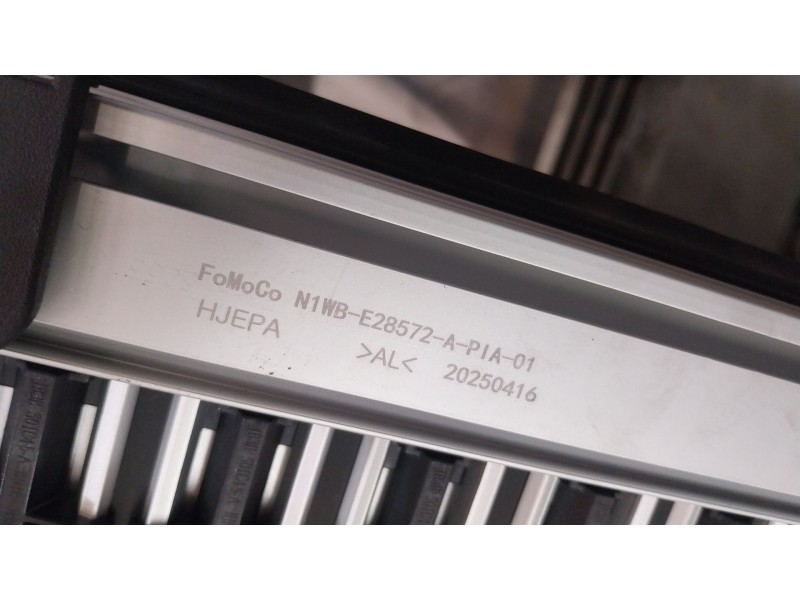 FoMoCo N1WB-E28572-A-PIA-01
HJEPA >AL< 20250416